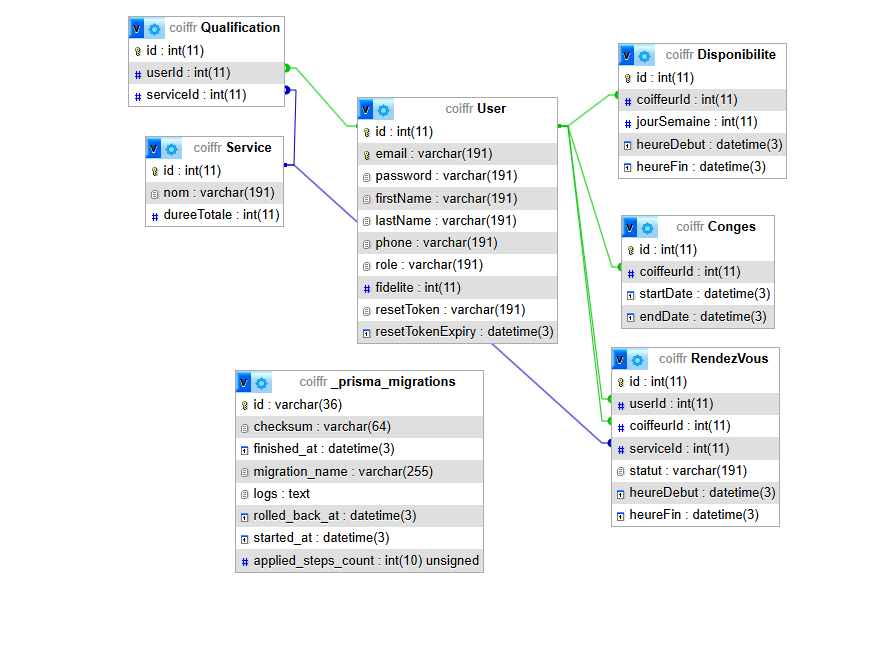 coiffr Qualification
id : int(11)
# userId : int(11)
# serviceId : int(11)
coiffr Service
id : int(11)
nom : varchar(191)
# dureeTotale : int(11)
coiffr User
id : int(11)
email : varchar(191)
password : varchar(191)
firstName : varchar(191)
lastName : varchar(191)
phone : varchar(191)
role : varchar(191)
# fidelite : int(11)
resetToken : varchar(191)
resetTokenExpiry : datetime(3)
coiffr _prisma_migrations
id : varchar(36)
checksum : varchar(64)
finished_at : datetime(3)
migration_name : varchar(255)
logs : text
rolled_back_at : datetime(3)
started_at : datetime(3)
# applied_steps_count : int(10) unsigned
coiffr Disponibilite
id : int(11)
# coiffeurId : int(11)
# jourSemaine : int(11)
heureDebut : datetime(3)
heureFin : datetime(3)
coiffr Conges
id : int(11)
# coiffeurId : int(11)
startDate : datetime(3)
endDate : datetime(3)
coiffr RendezVous
id : int(11)
# userId : int(11)
# coiffeurId : int(11)
# serviceId : int(11)
statut : varchar(191)
heureDebut : datetime(3)
heureFin : datetime(3)